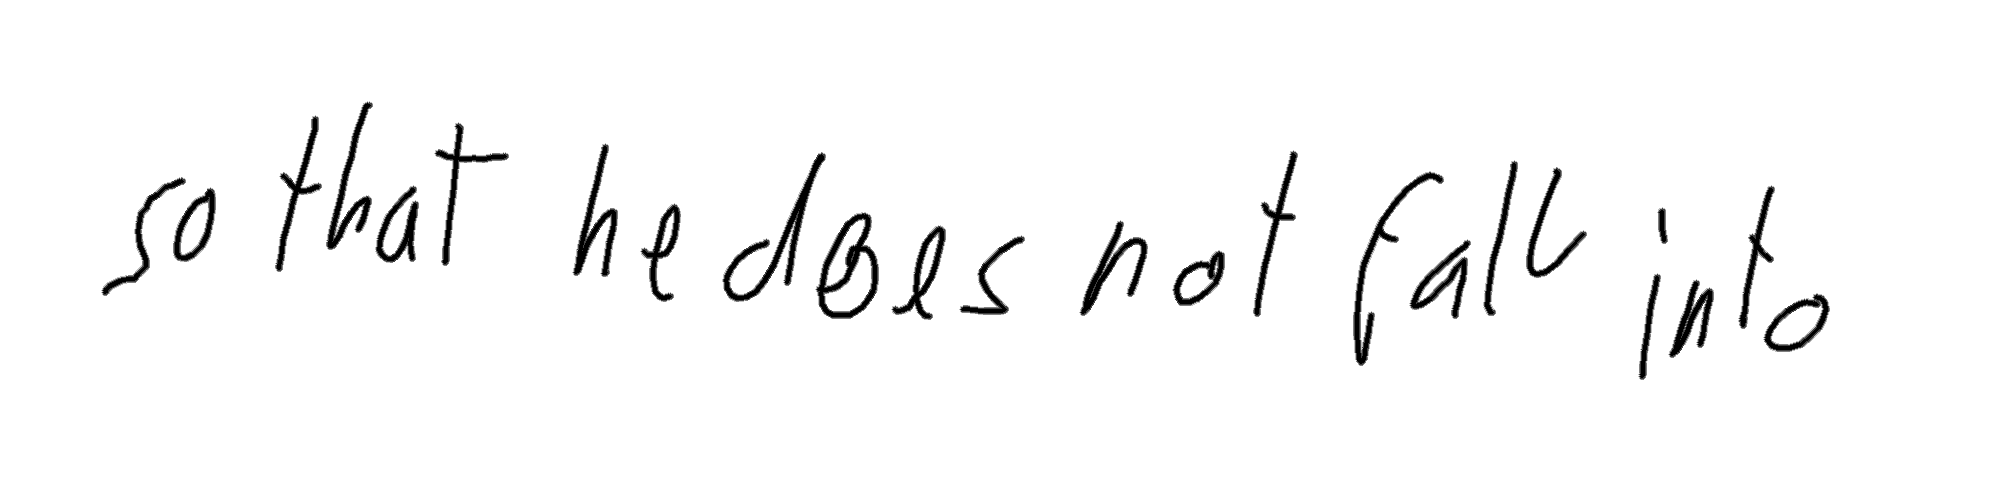 so that he does not fall into